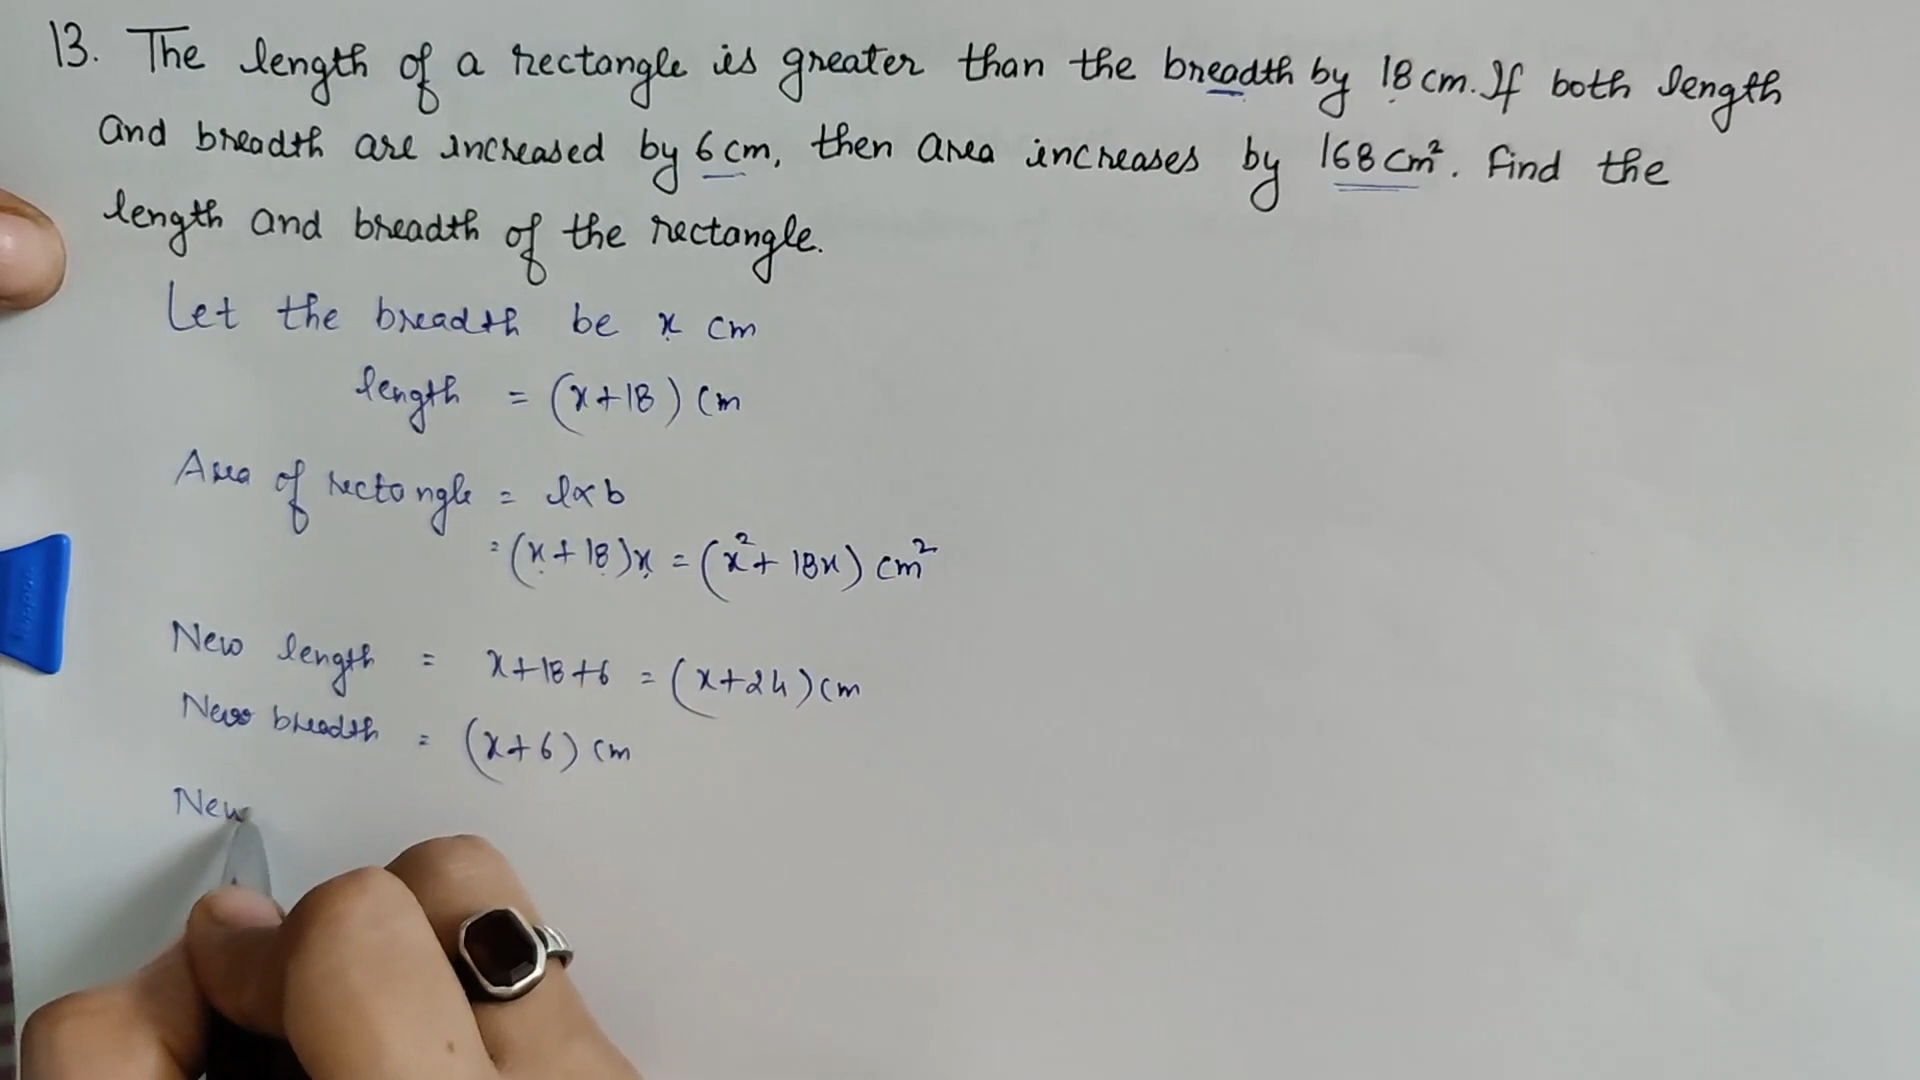 13. The length of a rectangle is greater than the breadth by 18 cm. If both length
and breadth are increased by 6 cm, then area increases by 168 cm². Find the
length and breadth of the rectangle.
Let the breadth be x cm
length = (x+18) cm
Area of rectangle = l×b
= (x+18)x = (x²+18x) cm²
New length = x+18+6 = (x+24) cm
New breadth = (x+6) cm
New